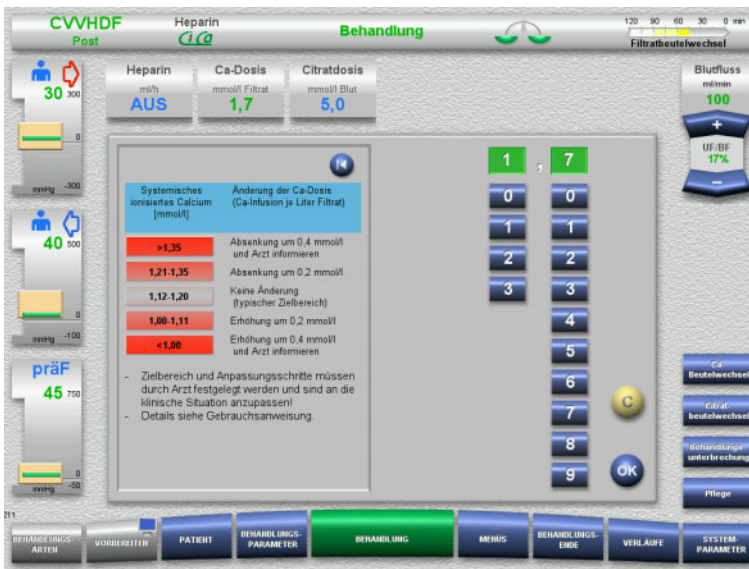 CVVHDF
Post
Heparin
CiCa
Behandlung
120 90 60 30 0 min
Filtratbeutelwechsel
30 300
0
mmHg -300
40 500
0
mmHg -100
präF
45 750
0
mmHg -50
Heparin
ml/h
AUS
Ca-Dosis
mmol/l Filtrat
1,7
Citratdosis
mmol/l Blut
5,0
Blutfluss
ml/min
100
+
UF/BF
17%
−
Systemisches
ionisiertes Calcium
[mmol/l]
Änderung der Ca-Dosis
(Ca-Infusion je Liter Filtrat)
>1,35
Absenkung um 0,4 mmol/l
und Arzt informieren
1,21-1,35
Absenkung um 0,2 mmol/l
1,12-1,20
Keine Änderung
(typischer Zielbereich)
1,00-1,11
Erhöhung um 0,2 mmol/l
<1,00
Erhöhung um 0,4 mmol/l
und Arzt informieren
- Zielbereich und Anpassungsschritte müssen
durch Arzt festgelegt werden und sind an die
klinische Situation anzupassen!
- Details siehe Gebrauchsanweisung.
1 , 7
0 0
1 1
2 2
3 3
4
5
6
7
8
9
C
OK
Ca-
Beutelwechsel
Citrat-
beutelwechsel
Behandlungs-
unterbrechung
Pflege
211
BEHANDLUNGS-
ARTEN
VORBEREITEN
PATIENT
BEHANDLUNGS-
PARAMETER
BEHANDLUNG
MENÜS
BEHANDLUNGS-
ENDE
VERLÄUFE
SYSTEM-
PARAMETER